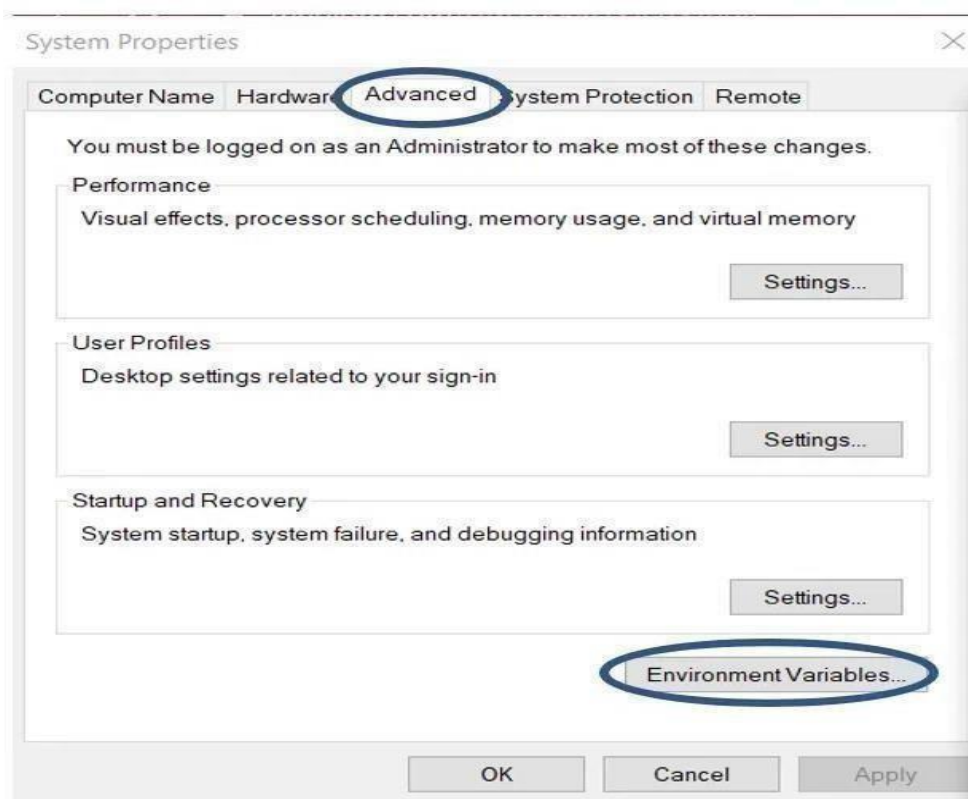 System Properties
Computer Name Hardware Advanced System Protection Remote
You must be logged on as an Administrator to make most of these changes.
Performance
Visual effects, processor scheduling, memory usage, and virtual memory
Settings...
User Profiles
Desktop settings related to your sign-in
Settings...
Startup and Recovery
System startup, system failure, and debugging information
Settings...
Environment Variables...
OK Cancel Apply